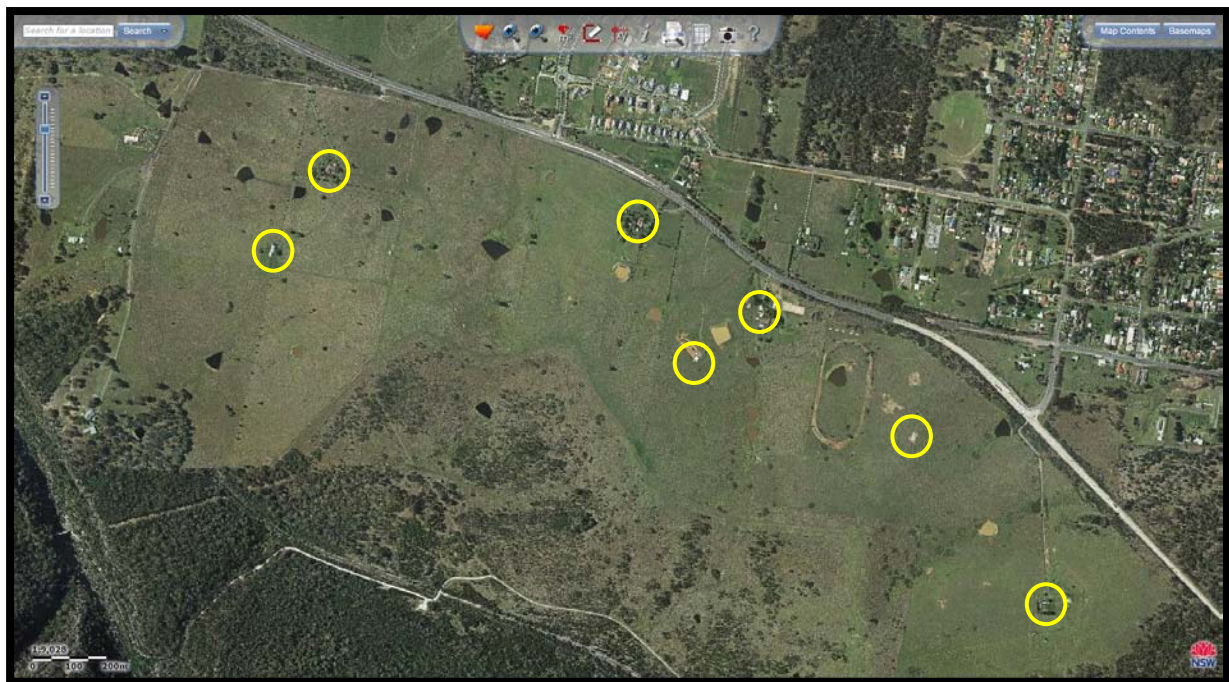 Search for a location
Search
Map Contents
Basemaps
1:9,028
0 100 200m
NSW